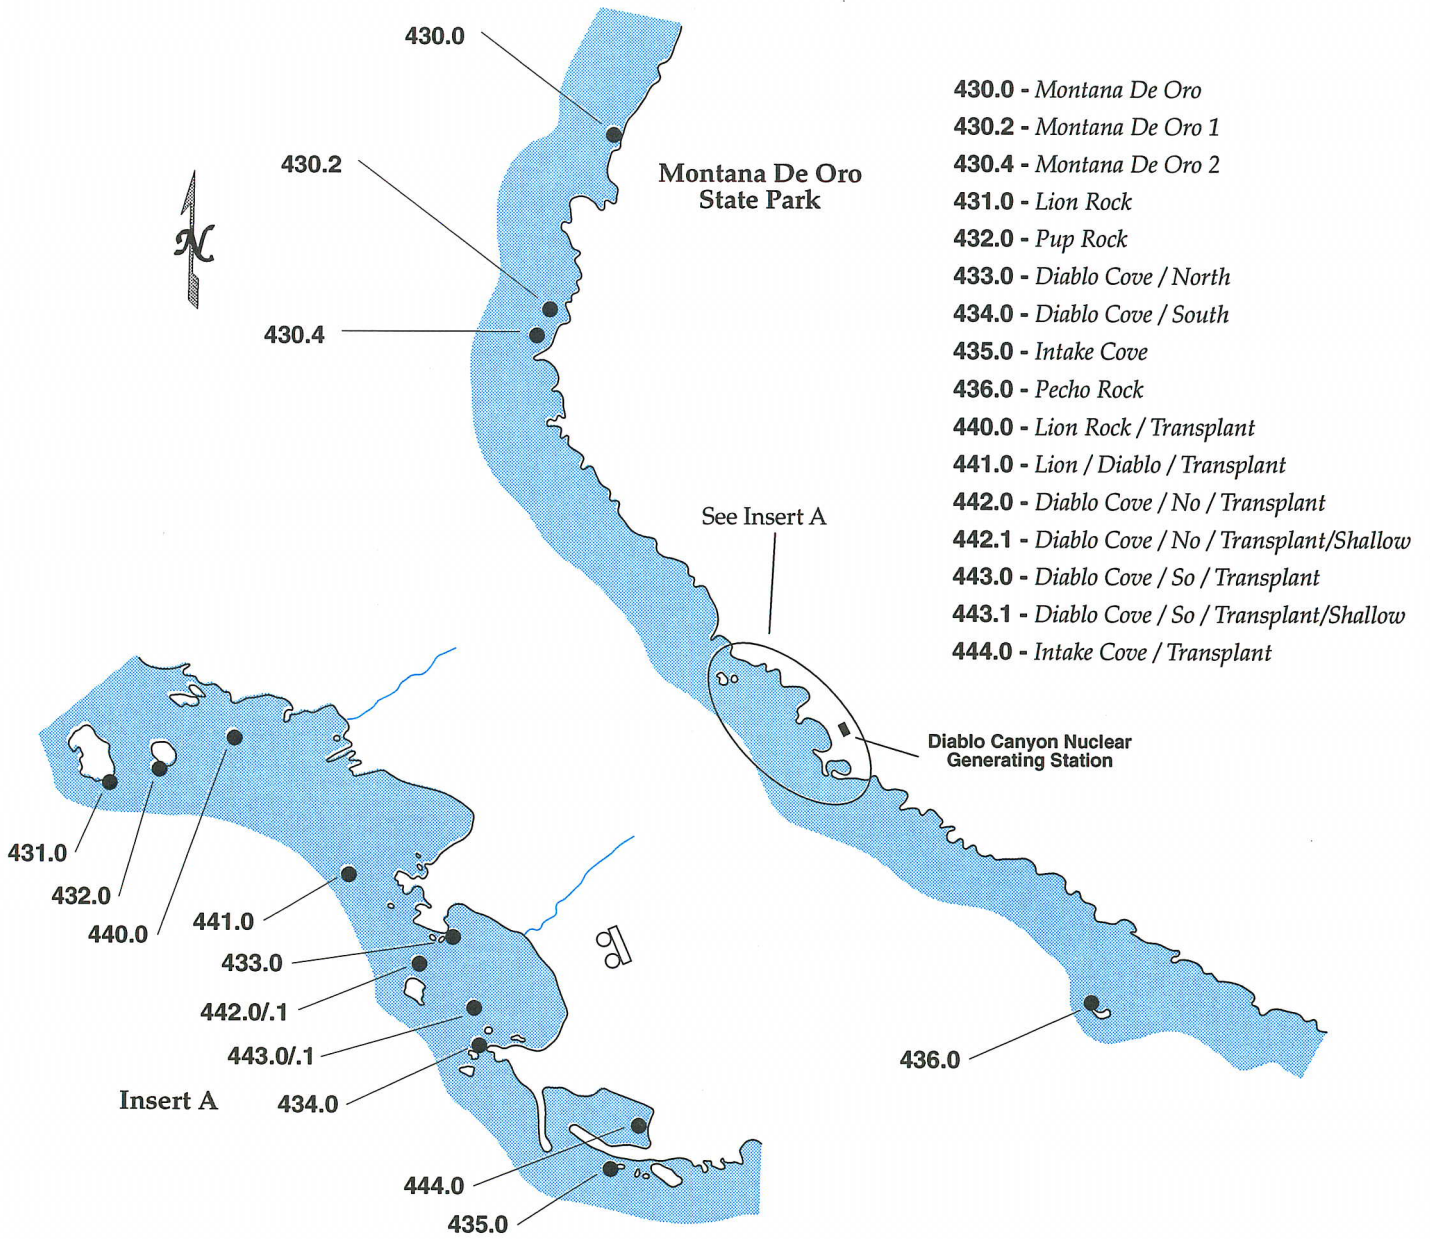 430.0
430.2
430.4
N
Montana De Oro
State Park
430.0 - Montana De Oro
430.2 - Montana De Oro 1
430.4 - Montana De Oro 2
431.0 - Lion Rock
432.0 - Pup Rock
433.0 - Diablo Cove / North
434.0 - Diablo Cove / South
435.0 - Intake Cove
436.0 - Pecho Rock
440.0 - Lion Rock / Transplant
441.0 - Lion / Diablo / Transplant
442.0 - Diablo Cove / No / Transplant
442.1 - Diablo Cove / No / Transplant/Shallow
443.0 - Diablo Cove / So / Transplant
443.1 - Diablo Cove / So / Transplant/Shallow
444.0 - Intake Cove / Transplant
See Insert A
Diablo Canyon Nuclear
Generating Station
431.0
432.0
440.0
441.0
433.0
442.0/.1
443.0/.1
434.0
Insert A
444.0
435.0
436.0